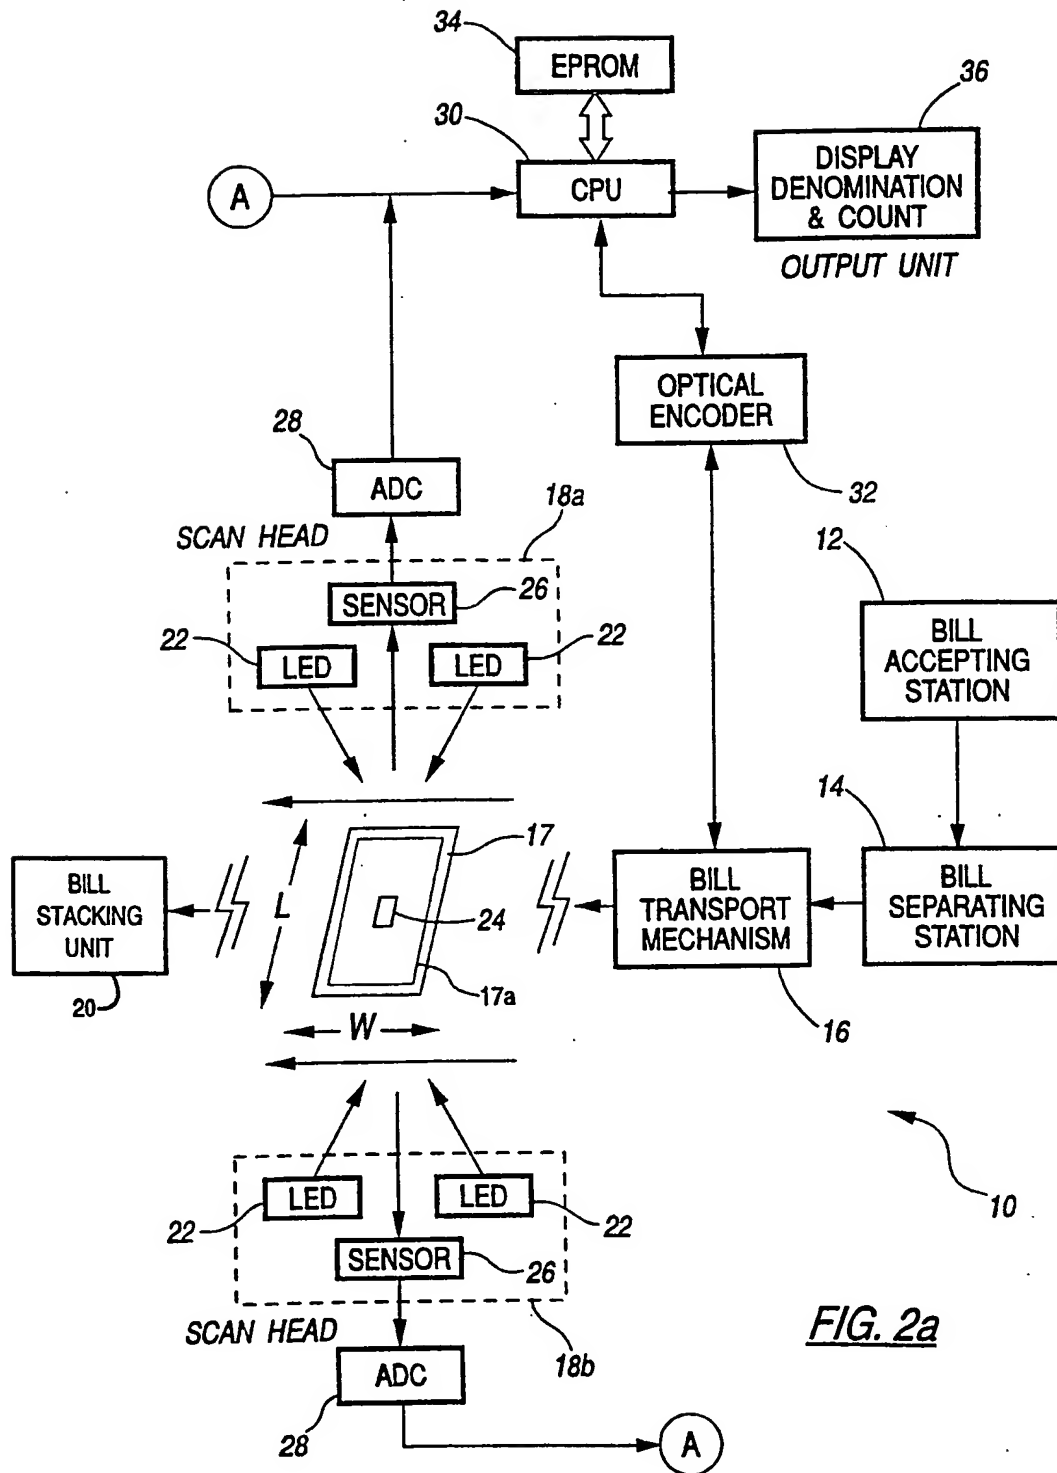 34
EPROM
36
30
DISPLAY
DENOMINATION
& COUNT
A
CPU
OUTPUT UNIT
OPTICAL
ENCODER
28
ADC
32
18a
SCAN HEAD
12
SENSOR
26
22
LED
LED
22
BILL
ACCEPTING
STATION
14
17
BILL
STACKING
UNIT
L
24
BILL
TRANSPORT
MECHANISM
BILL
SEPARATING
STATION
17a
20
W
16
LED
LED
10
22
22
SENSOR
26
SCAN HEAD
FIG. 2a
ADC
18b
28
A